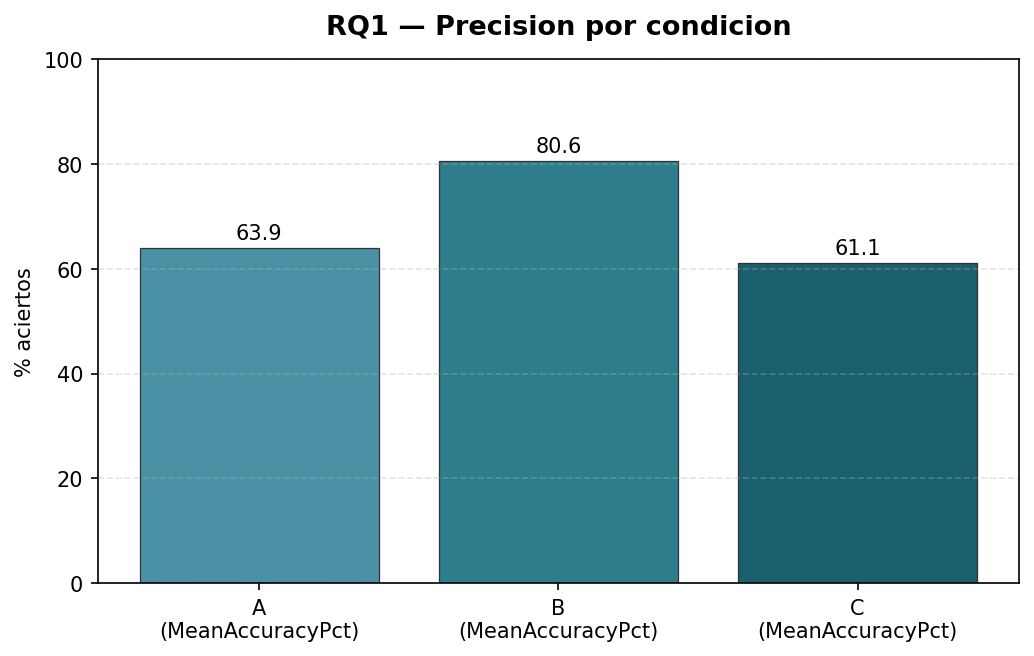 RQ1 — Precision por condicion
100
80
60
40
20
0
% aciertos
63.9
80.6
61.1
A
(MeanAccuracyPct)
B
(MeanAccuracyPct)
C
(MeanAccuracyPct)